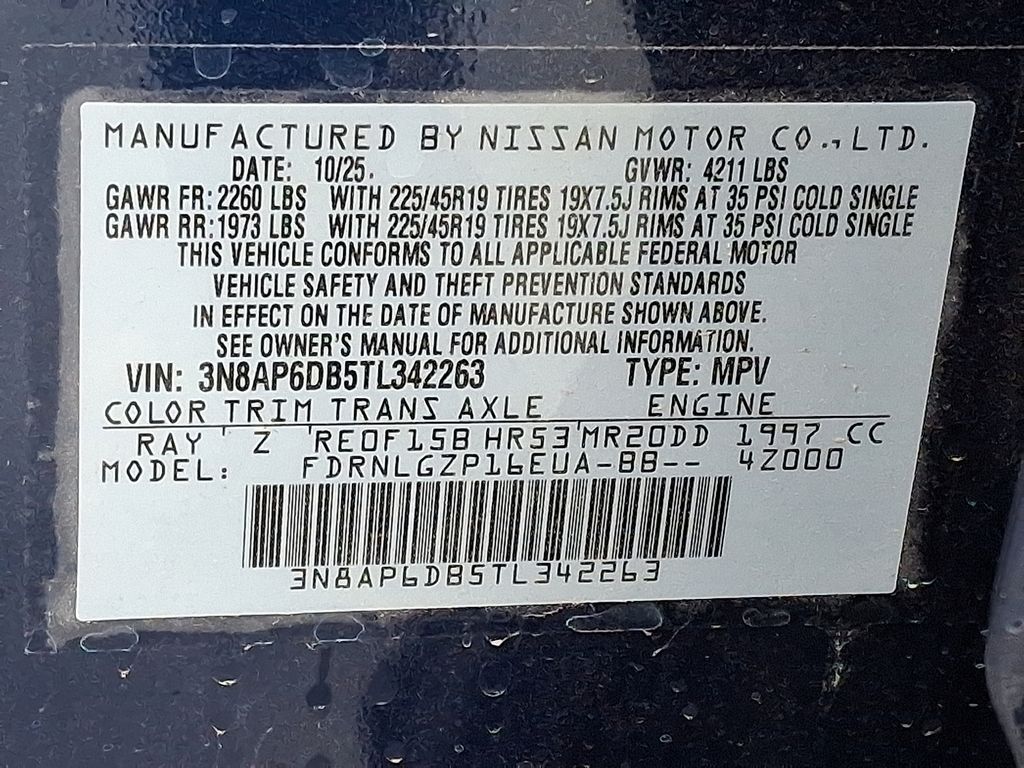 MANUFACTURED BY NISSAN MOTOR CO., LTD.
DATE: 10/25. GVWR: 4211 LBS
GAWR FR: 2260 LBS WITH 225/45R19 TIRES 19X7.5J RIMS AT 35 PSI COLD SINGLE
GAWR RR: 1973 LBS WITH 225/45R19 TIRES 19X7.5J RIMS AT 35 PSI COLD SINGLE
THIS VEHICLE CONFORMS TO ALL APPLICABLE FEDERAL MOTOR
VEHICLE SAFETY AND THEFT PREVENTION STANDARDS
IN EFFECT ON THE DATE OF MANUFACTURE SHOWN ABOVE.
SEE OWNER'S MANUAL FOR ADDITIONAL INFORMATION.
VIN: 3N8AP6DB5TL342263 TYPE: MPV
COLOR TRIM TRANS AXLE ENGINE
RAY Z RE0F15B HR53 MR20DD 1997 CC
MODEL: FDRNLGZP16EUA-BB-- 4Z000
3N8AP6DB5TL342263